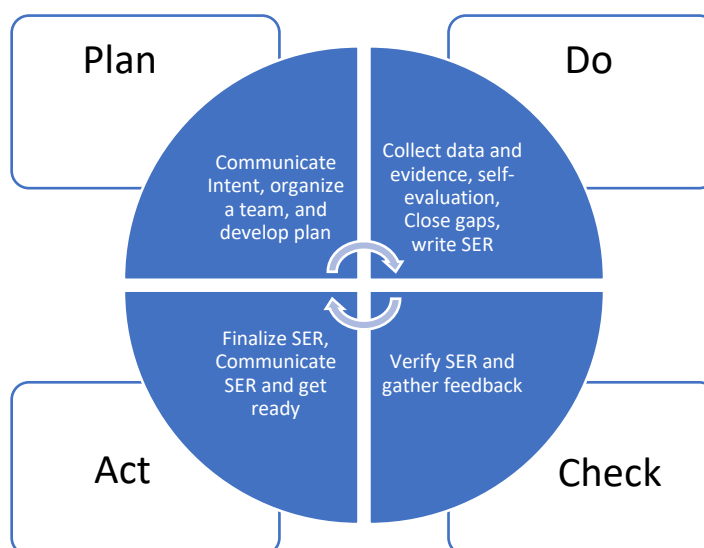 Plan
Communicate
Intent, organize
a team, and
develop plan
Do
Collect data and
evidence, self-
evaluation,
Close gaps,
write SER
Finalize SER,
Communicate
SER and get
ready
Act
Verify SER and
gather feedback
Check